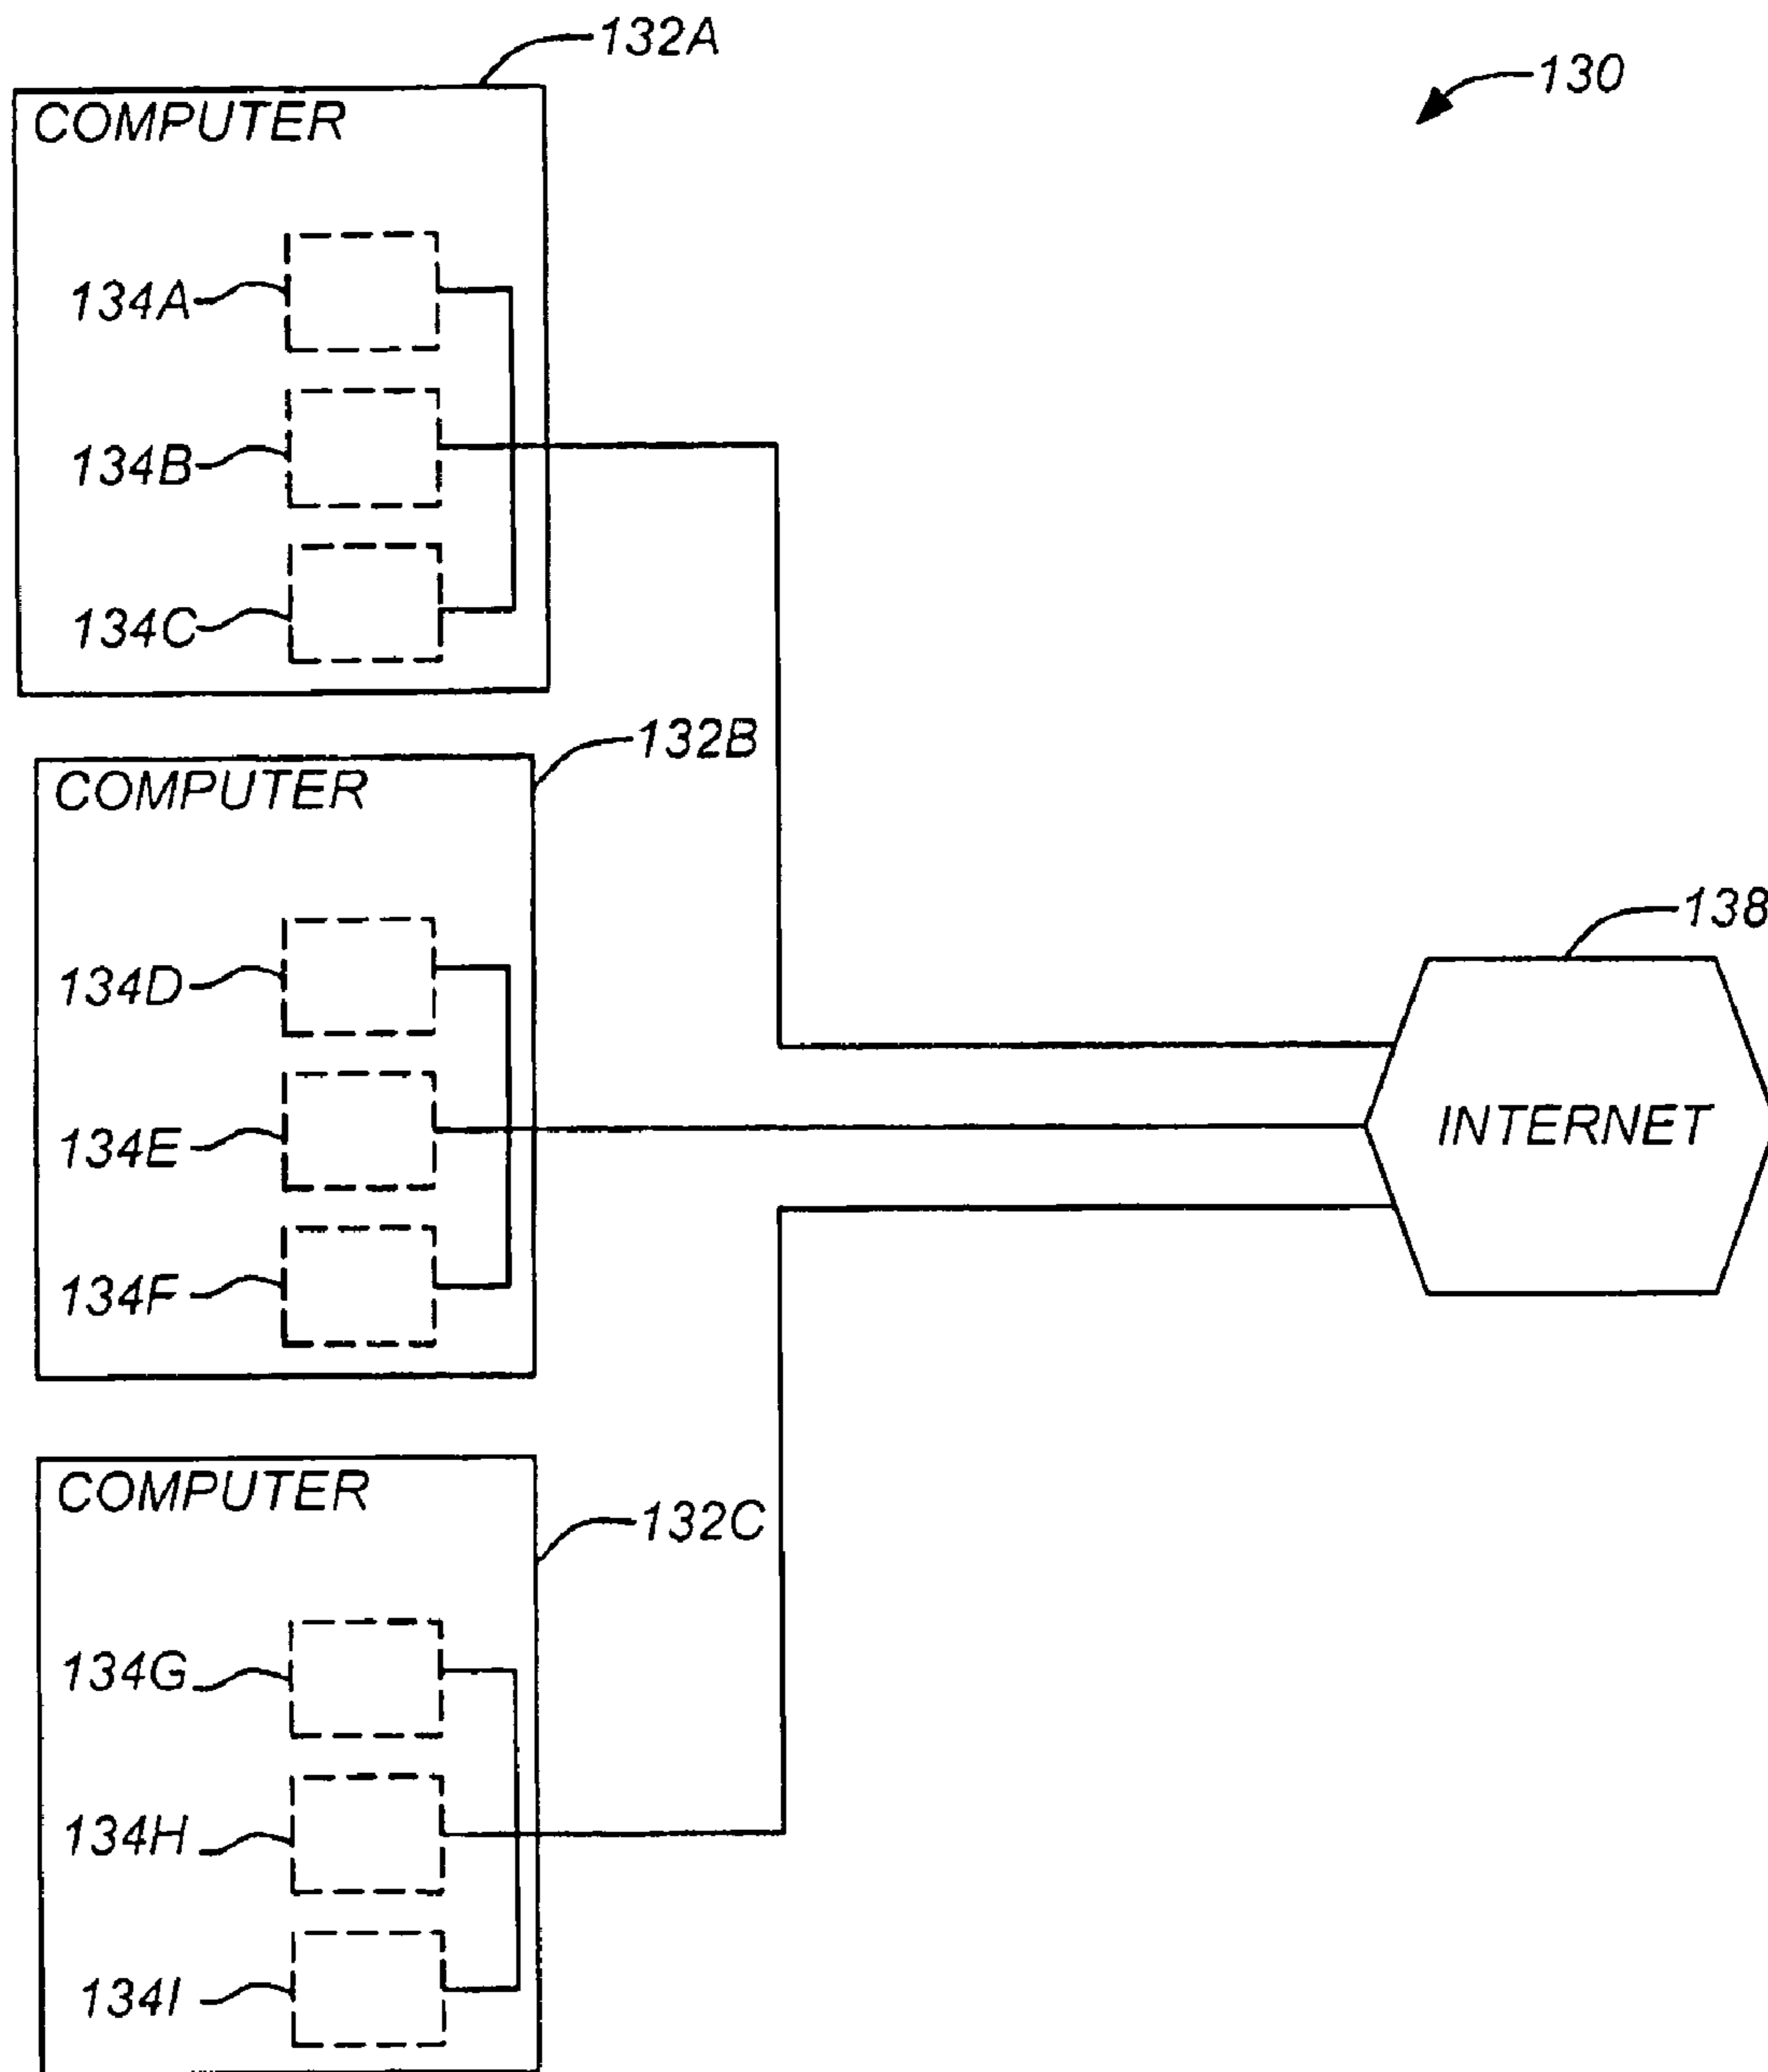 132A
130
COMPUTER
134A
134B
134C
132B
COMPUTER
134D
134E
134F
138
INTERNET
COMPUTER
132C
134G
134H
134I